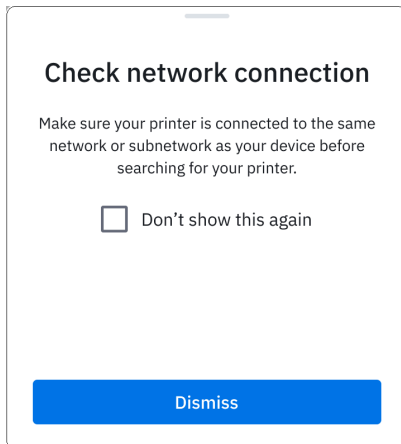 Check network connection
Make sure your printer is connected to the same
network or subnetwork as your device before
searching for your printer.
Don’t show this again
Dismiss